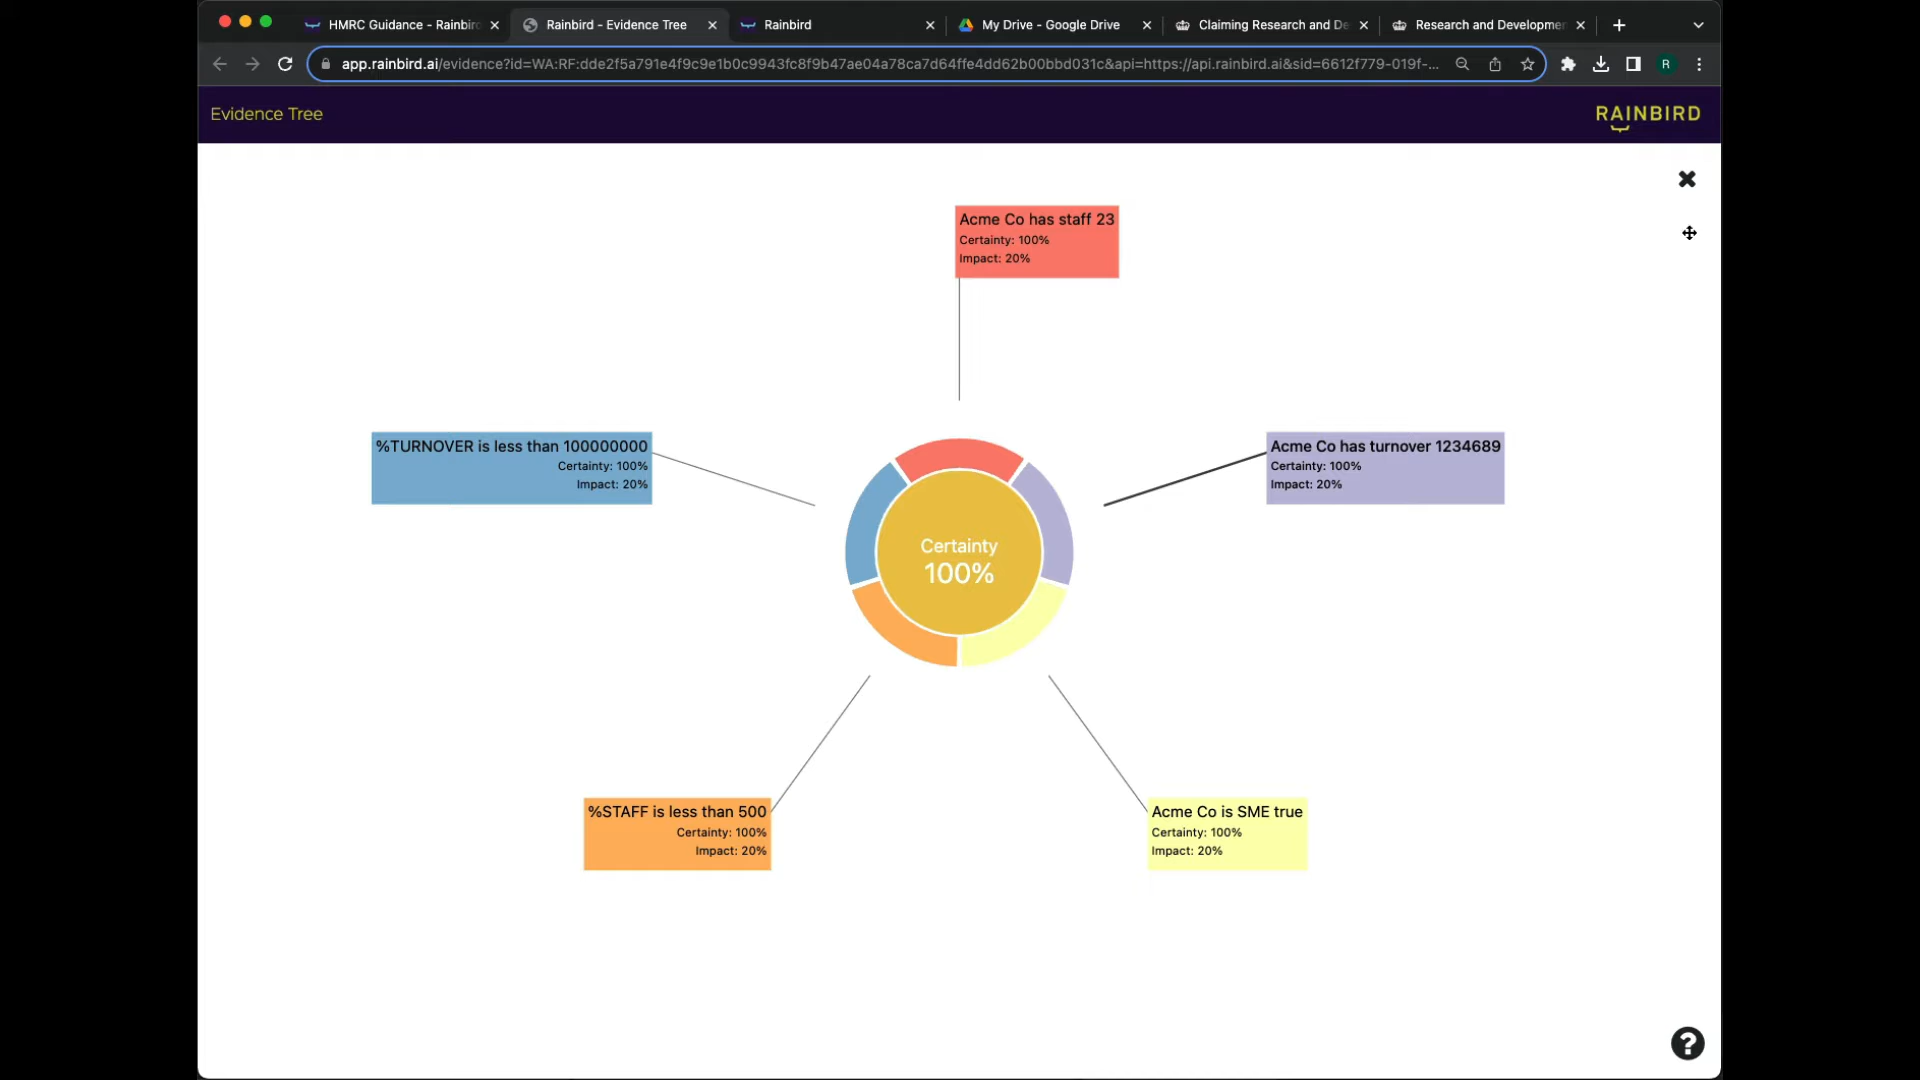 HMRC Guidance - Rainbir
Rainbird - Evidence Tree
Rainbird
My Drive - Google Drive
Claiming Research and De
Research and Developmen
app.rainbird.ai/evidence?id=WA:RF:dde2f5a791e4f9c9e1b0c9943fc8f9b47ae04a78ca7d64ffe4dd62b00bbd031c&api=https://api.rainbird.ai&sid=6612f779-019f-...
R
Evidence Tree
RAINBIRD
Acme Co has staff 23
Certainty: 100%
Impact: 20%
%TURNOVER is less than 100000000
Certainty: 100%
Impact: 20%
Acme Co has turnover 1234689
Certainty: 100%
Impact: 20%
Certainty
100%
%STAFF is less than 500
Certainty: 100%
Impact: 20%
Acme Co is SME true
Certainty: 100%
Impact: 20%
?